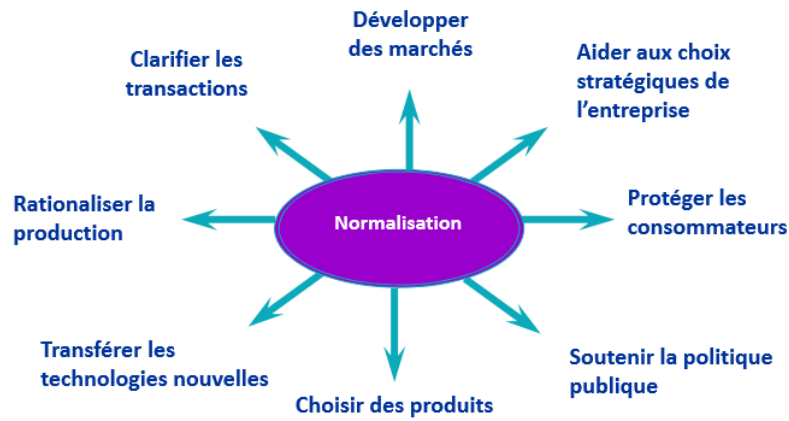 Développer
des marchés
Clarifier les
transactions
Aider aux choix
stratégiques de
l'entreprise
Rationaliser la
production
Normalisation
Protéger les
consommateurs
Transférer les
technologies nouvelles
Choisir des produits
Soutenir la politique
publique